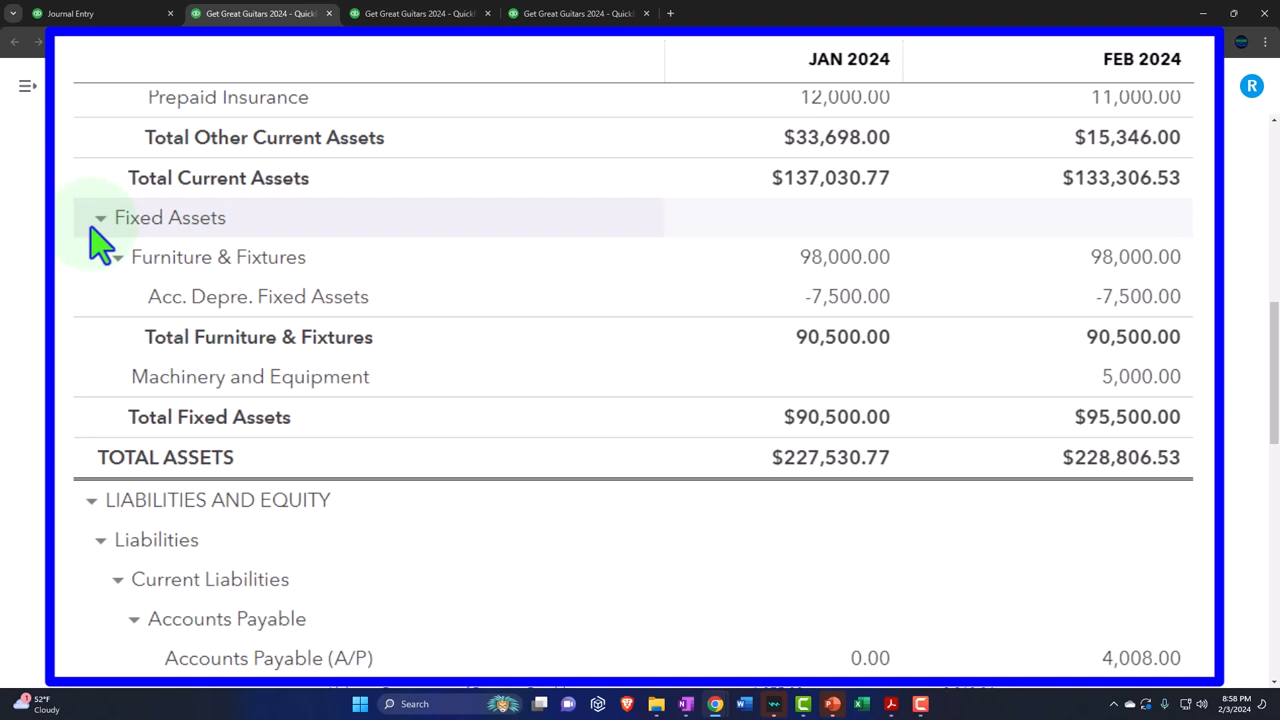 Journal Entry
Get Great Guitars 2024 - Quickb
Get Great Guitars 2024 - Quickb
Get Great Guitars 2024 - Quickb
R
JAN 2024 FEB 2024
Prepaid Insurance 12,000.00 11,000.00
Total Other Current Assets $33,698.00 $15,346.00
Total Current Assets $137,030.77 $133,306.53
Fixed Assets
Furniture & Fixtures 98,000.00 98,000.00
Acc. Depre. Fixed Assets -7,500.00 -7,500.00
Total Furniture & Fixtures 90,500.00 90,500.00
Machinery and Equipment 5,000.00
Total Fixed Assets $90,500.00 $95,500.00
TOTAL ASSETS $227,530.77 $228,806.53
LIABILITIES AND EQUITY
Liabilities
Current Liabilities
Accounts Payable
Accounts Payable (A/P) 0.00 4,008.00
1
52°F
Cloudy
Search
8:58 PM
2/3/2024